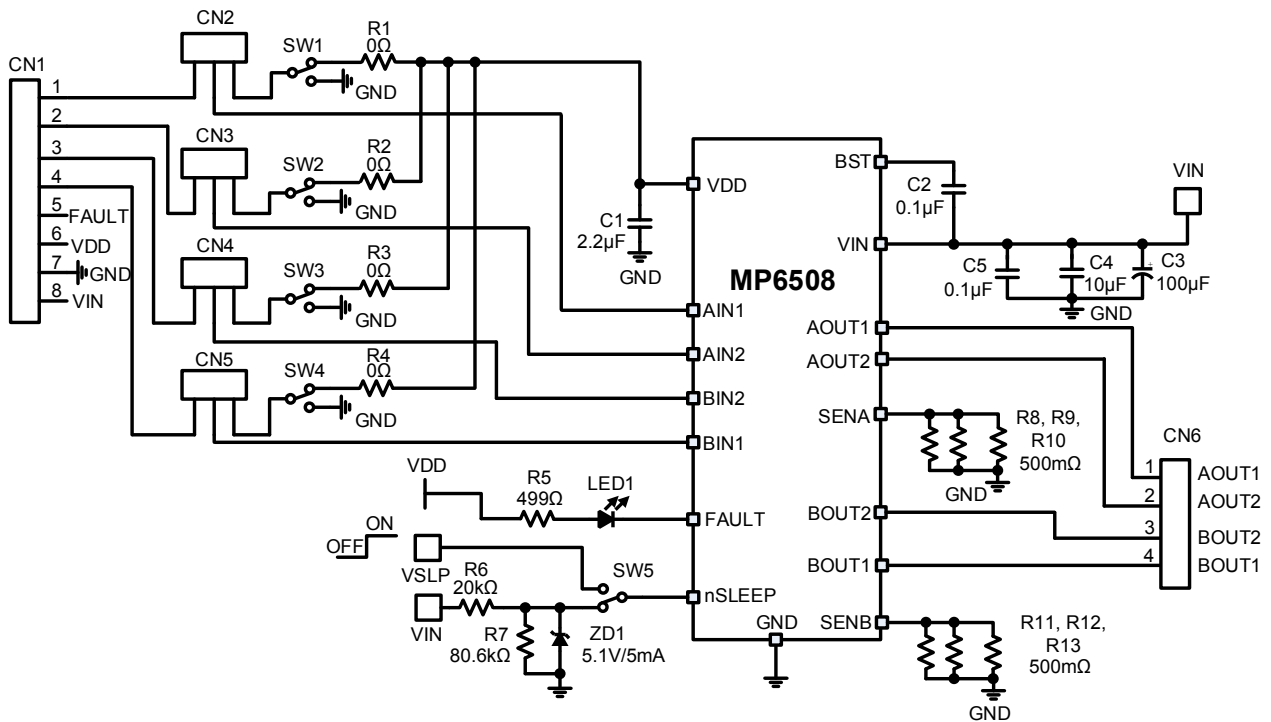 CN1
1
2
3
4
5
FAULT
6
VDD
7
GND
8
VIN
CN2
SW1
R1
0Ω
GND
CN3
SW2
R2
0Ω
GND
CN4
SW3
R3
0Ω
GND
CN5
SW4
R4
0Ω
GND
C1
2.2µF
GND
VDD
R5
499Ω
LED1
ON
OFF
VSLP
SW5
R6
20kΩ
VIN
R7
80.6kΩ
ZD1
5.1V/5mA
MP6508
VDD
AIN1
AIN2
BIN2
BIN1
FAULT
nSLEEP
GND
BST
VIN
AOUT1
AOUT2
SENA
BOUT2
BOUT1
SENB
C2
0.1µF
VIN
C5
0.1µF
C4
10µF
+
C3
100µF
GND
R8, R9,
R10
500mΩ
GND
CN6
1
AOUT1
2
AOUT2
3
BOUT2
4
BOUT1
R11, R12,
R13
500mΩ
GND